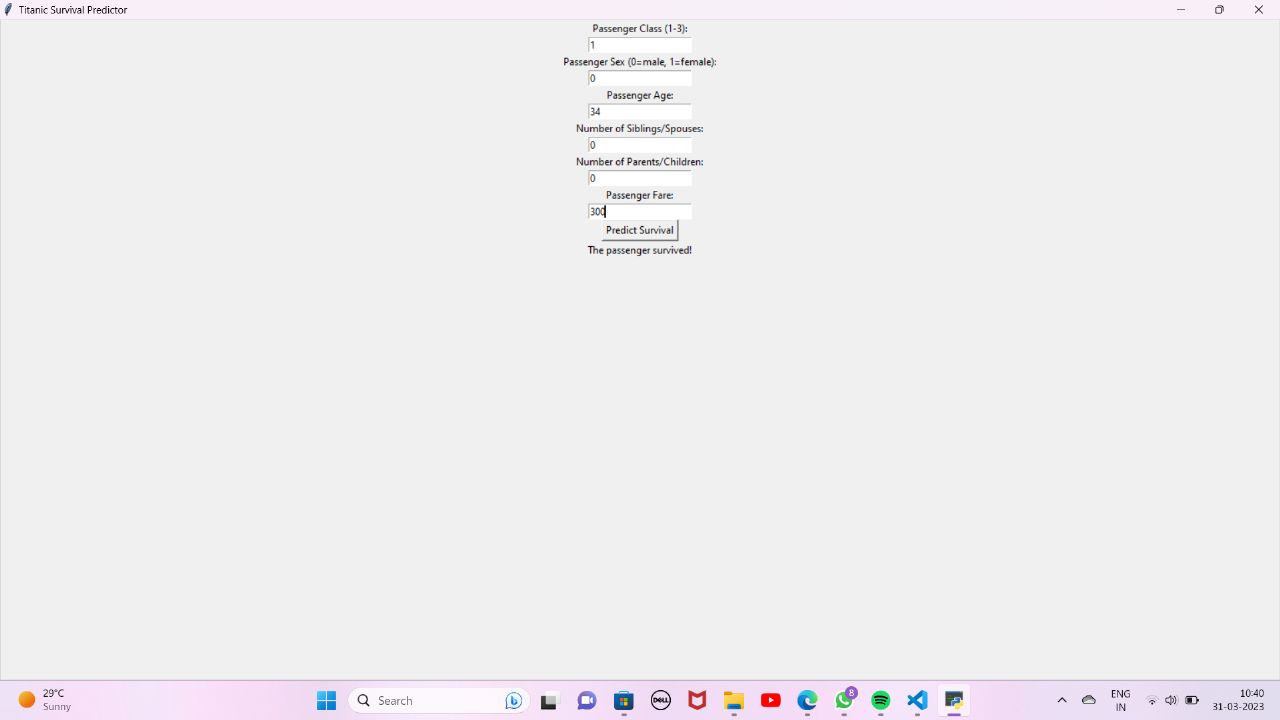 Titanic Survival Predictor
Passenger Class (1-3):
1
Passenger Sex (0=male, 1=female):
0
Passenger Age:
34
Number of Siblings/Spouses:
0
Number of Parents/Children:
0
Passenger Fare:
300
Predict Survival
The passenger survived!
29°C
Sunny
Search
DELL
8
ENG
IN
10:40
31-03-2023